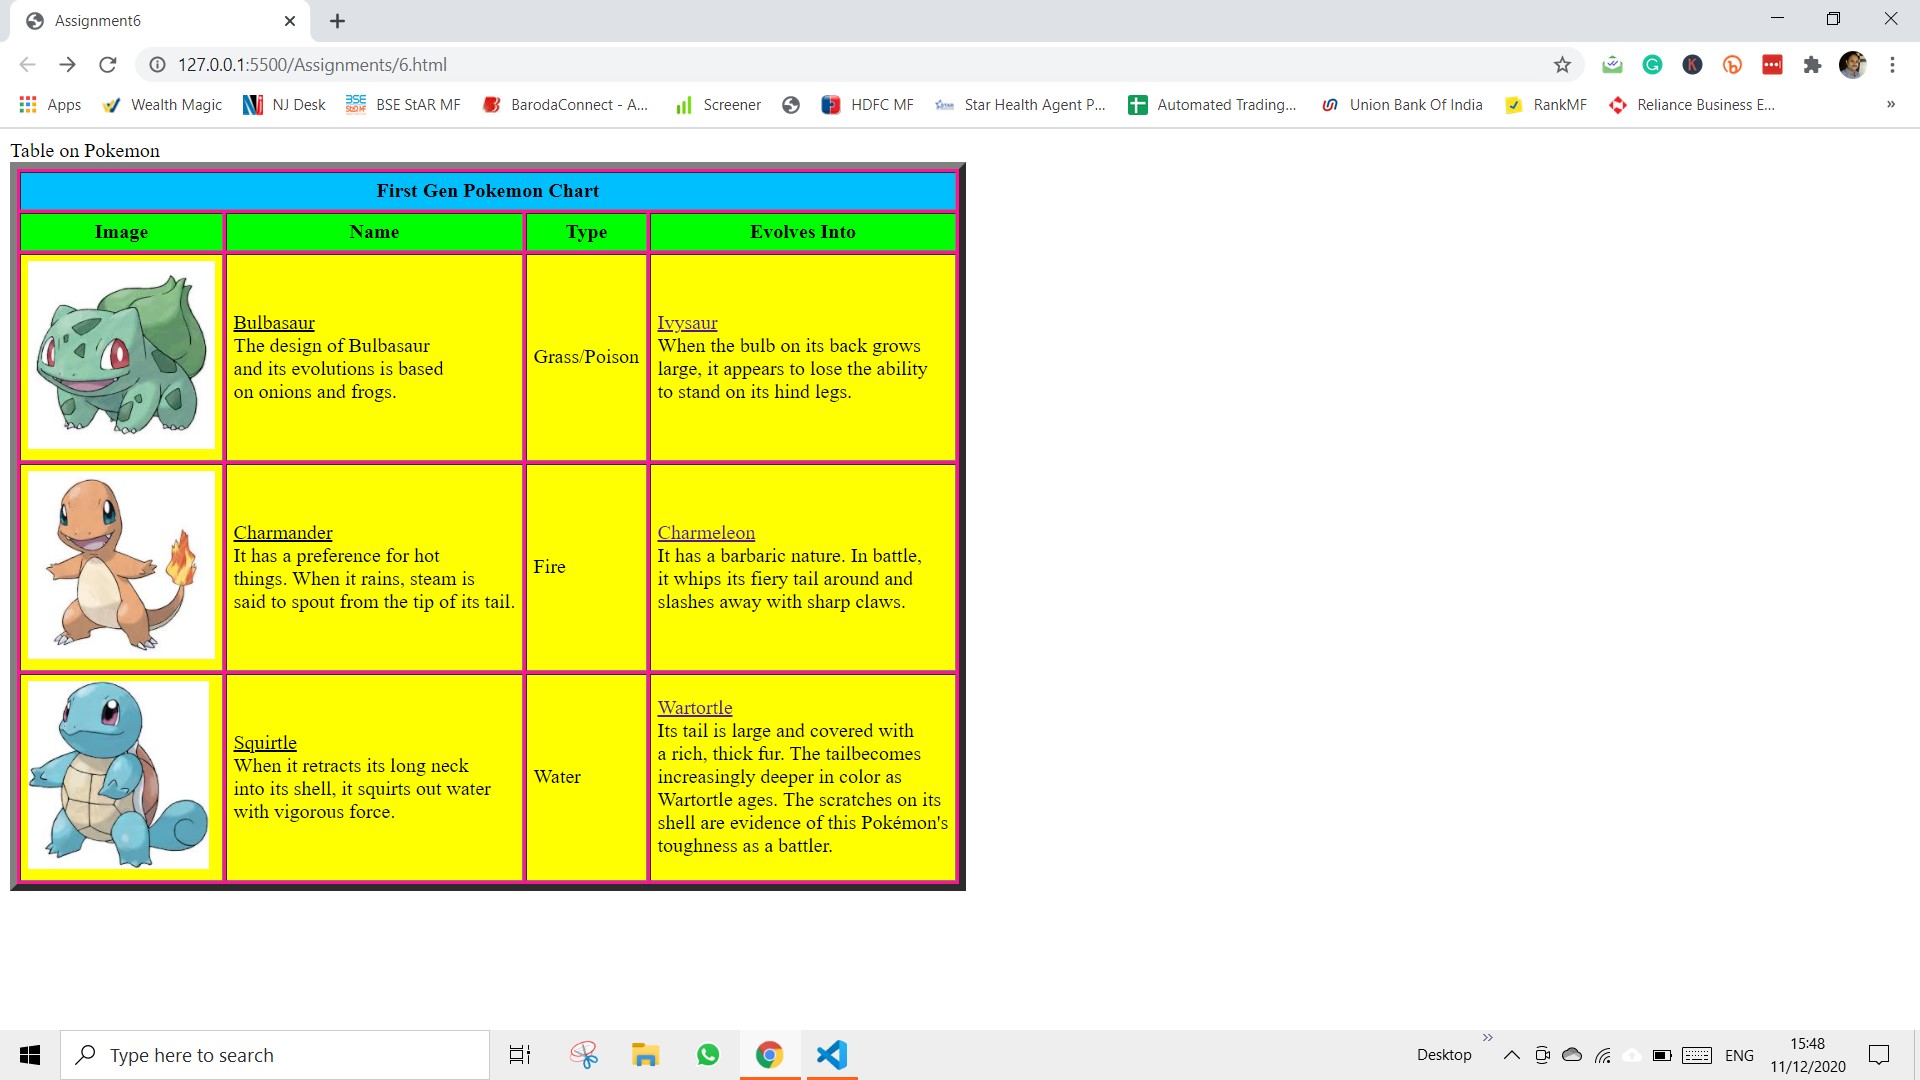 Assignment6
127.0.0.1:5500/Assignments/6.html
Apps Wealth Magic NJ Desk BSE StAR MF BarodaConnect - A... Screener HDFC MF Star Health Agent P... Automated Trading... Union Bank Of India RankMF Reliance Business E... »
Table on Pokemon
First Gen Pokemon Chart
Image Name Type Evolves Into
Bulbasaur
The design of Bulbasaur
and its evolutions is based
on onions and frogs.
Grass/Poison
Ivysaur
When the bulb on its back grows
large, it appears to lose the ability
to stand on its hind legs.
Charmander
It has a preference for hot
things. When it rains, steam is
said to spout from the tip of its tail.
Fire
Charmeleon
It has a barbaric nature. In battle,
it whips its fiery tail around and
slashes away with sharp claws.
Squirtle
When it retracts its long neck
into its shell, it squirts out water
with vigorous force.
Water
Wartortle
Its tail is large and covered with
a rich, thick fur. The tailbecomes
increasingly deeper in color as
Wartortle ages. The scratches on its
shell are evidence of this Pokémon's
toughness as a battler.
Type here to search
Desktop » ENG
15:48
11/12/2020